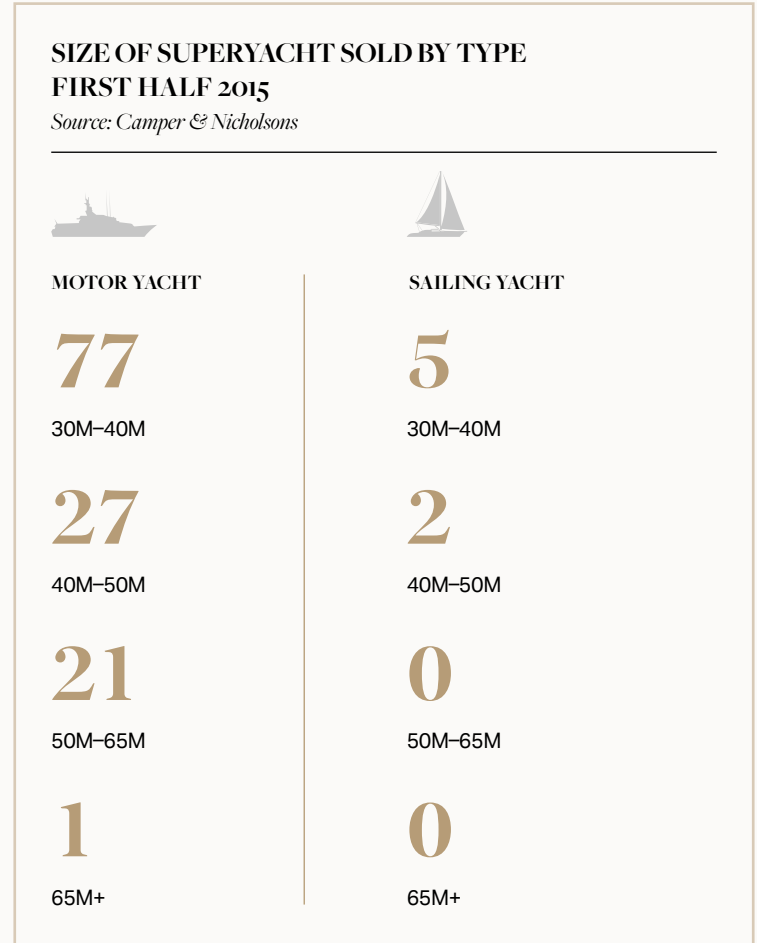 SIZE OF SUPERYACHT SOLD BY TYPE
FIRST HALF 2015
Source: Camper & Nicholsons
MOTOR YACHT
77
30M–40M
27
40M–50M
21
50M–65M
1
65M+
SAILING YACHT
5
30M–40M
2
40M–50M
0
50M–65M
0
65M+